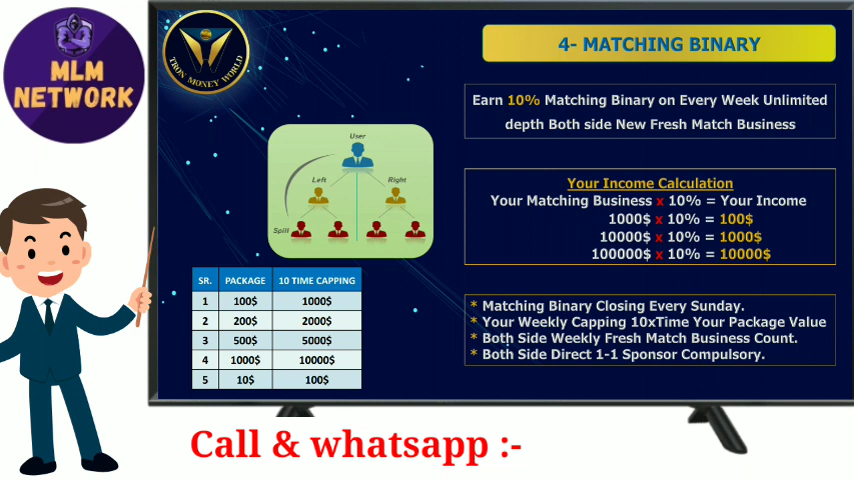 MLM
NETWORK
TRON MONEY WORLD
4- MATCHING BINARY
Earn 10% Matching Binary on Every Week Unlimited
depth Both side New Fresh Match Business
User
Left Right
Spill
Your Income Calculation
Your Matching Business x 10% = Your Income
1000$ x 10% = 100$
10000$ x 10% = 1000$
100000$ x 10% = 10000$
SR. PACKAGE 10 TIME CAPPING
1 100$ 1000$
2 200$ 2000$
3 500$ 5000$
4 1000$ 10000$
5 10$ 100$
* Matching Binary Closing Every Sunday.
* Your Weekly Capping 10xTime Your Package Value
* Both Side Weekly Fresh Match Business Count.
* Both Side Direct 1-1 Sponsor Compulsory.
Call & whatsapp :-